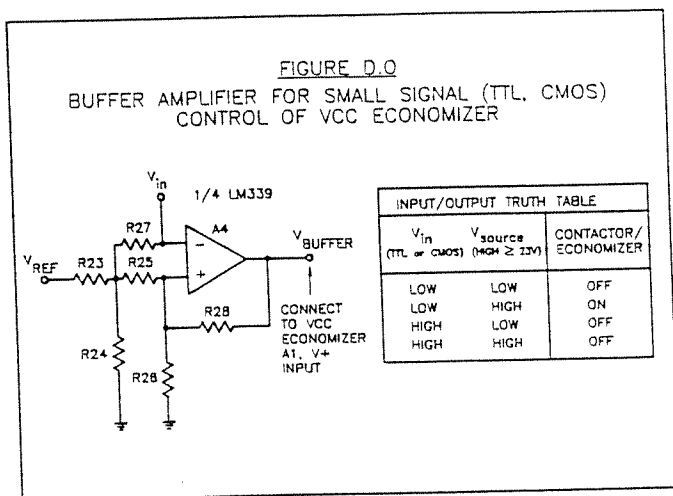 FIGURE D.0
BUFFER AMPLIFIER FOR SMALL SIGNAL (TTL, CMOS)
CONTROL OF VCC ECONOMIZER
Vin
1/4 LM339
R27
A4
VBUFFER
VREF
R23
R25
R28
R24
R26
CONNECT
TO VCC
ECONOMIZER
A1, V+
INPUT
INPUT/OUTPUT TRUTH TABLE
Vin Vsource CONTACTOR/
(TTL or CMOS) (HIGH ≥ 23V) ECONOMIZER
LOW LOW OFF
LOW HIGH ON
HIGH LOW OFF
HIGH HIGH OFF